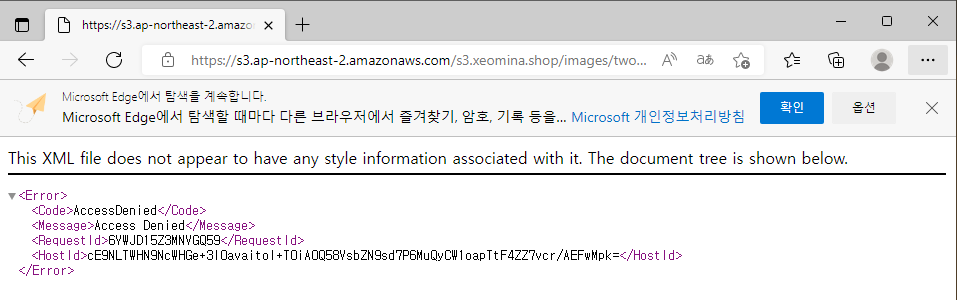 https://s3.ap-northeast-2.amazo
https://s3.ap-northeast-2.amazonaws.com/s3.xeomina.shop/images/two...
Microsoft Edge에서 탐색을 계속합니다.
Microsoft Edge에서 탐색할 때마다 다른 브라우저에서 즐겨찾기, 암호, 기록 등을... Microsoft 개인정보처리방침 확인 옵션
This XML file does not appear to have any style information associated with it. The document tree is shown below.
<Error>
<Code>AccessDenied</Code>
<Message>Access Denied</Message>
<RequestId>6YWJD15Z3MNVGQ59</RequestId>
<HostId>cE9NLTWHN9NcWHGe+3lOavaitol+TOiAOQ58VsbZN9sd7P6MuQyCW1oapTtF4ZZ7vcr/AEFwMpk=</HostId>
</Error>